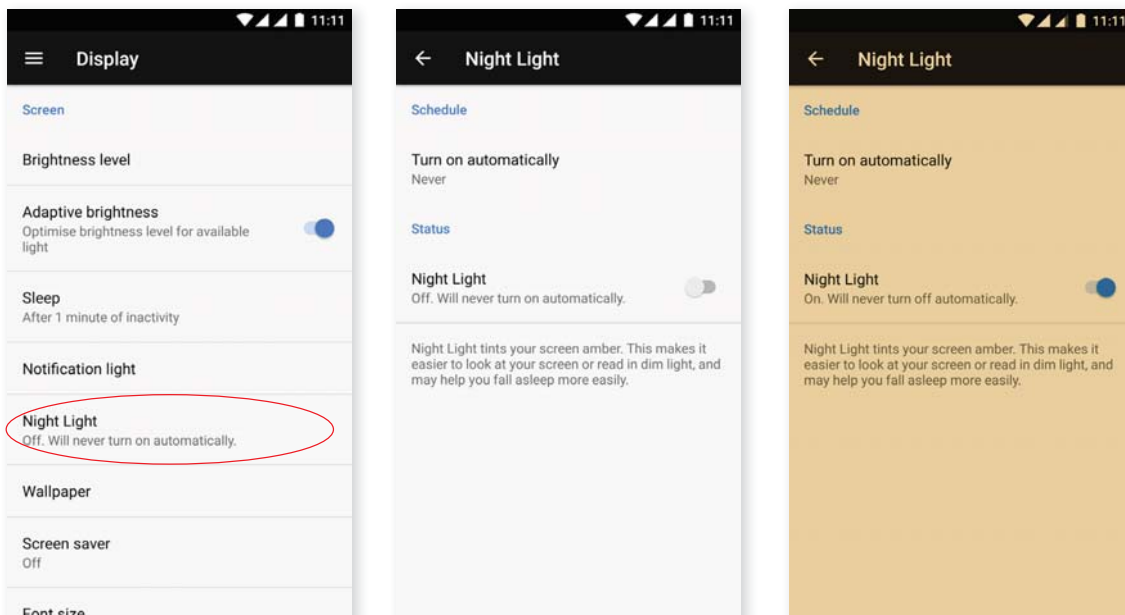 11:11
Display
Screen
Brightness level
Adaptive brightness
Optimise brightness level for available
light
Sleep
After 1 minute of inactivity
Notification light
Night Light
Off. Will never turn on automatically.
Wallpaper
Screen saver
Off
Font size
11:11
Night Light
Schedule
Turn on automatically
Never
Status
Night Light
Off. Will never turn on automatically.
Night Light tints your screen amber. This makes it
easier to look at your screen or read in dim light, and
may help you fall asleep more easily.
11:11
Night Light
Schedule
Turn on automatically
Never
Status
Night Light
On. Will never turn off automatically.
Night Light tints your screen amber. This makes it
easier to look at your screen or read in dim light, and
may help you fall asleep more easily.